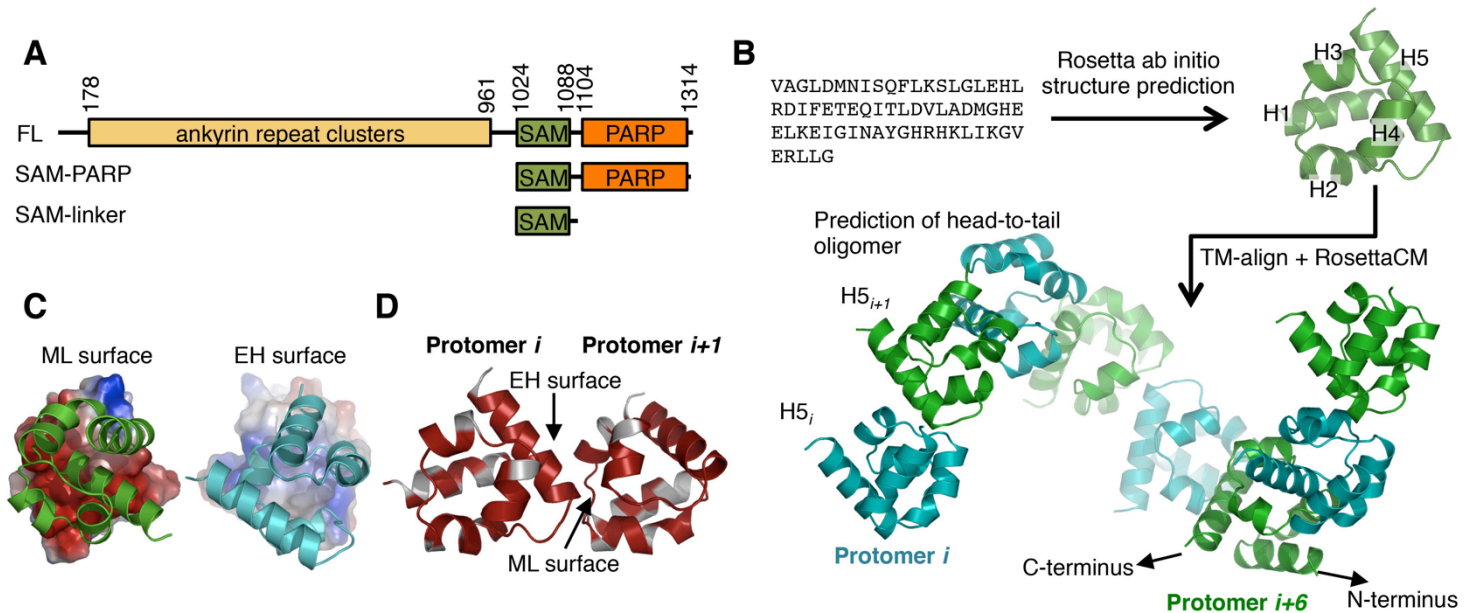 A
178
961
1024
1088
1104
1314
FL
ankyrin repeat clusters
SAM
PARP
SAM-PARP
SAM
PARP
SAM-linker
SAM
B
VAGLDMNISQFLKSLGLEHL
RDIFETEQITLDVLADMGHE
ELKEIGINAYGHRHKLIKGV
ERLLG
Rosetta ab initio
structure prediction
H3
H5
H1
H4
H2
TM-align + RosettaCM
Prediction of head-to-tail
oligomer
H5i+1
H5i
Protomer i
C-terminus
N-terminus
Protomer i+6
C
ML surface
EH surface
D
Protomer i
Protomer i+1
EH surface
ML surface